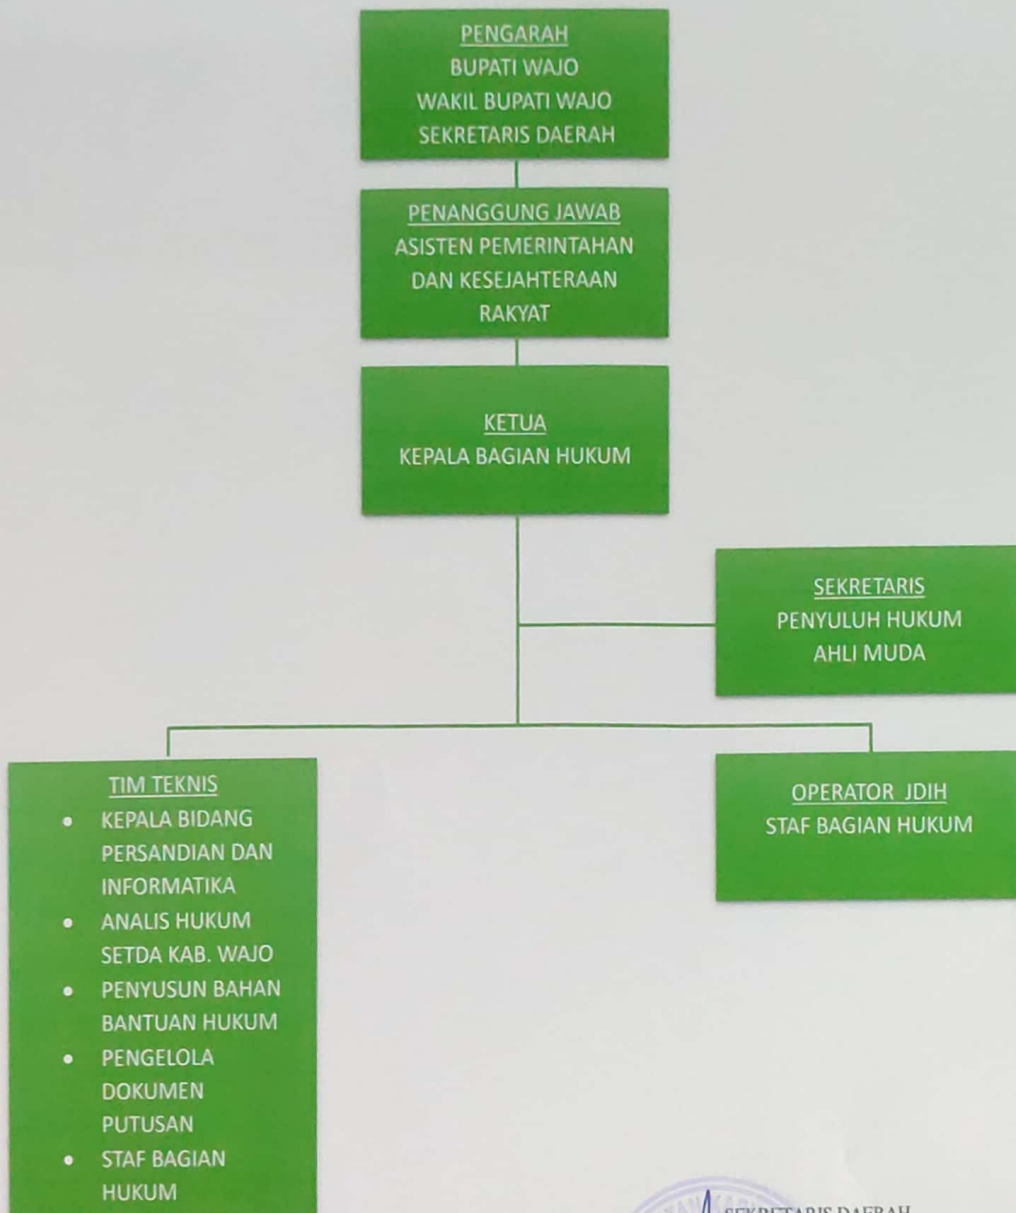 PENGARAH
BUPATI WAJO
WAKIL BUPATI WAJO
SEKRETARIS DAERAH
PENANGGUNG JAWAB
ASISTEN PEMERINTAHAN
DAN KESEJAHTERAAN
RAKYAT
KETUA
KEPALA BAGIAN HUKUM
SEKRETARIS
PENYULUH HUKUM
AHLI MUDA
TIM TEKNIS
• KEPALA BIDANG
PERSANDIAN DAN
INFORMATIKA
• ANALIS HUKUM
SETDA KAB. WAJO
• PENYUSUN BAHAN
BANTUAN HUKUM
• PENGELOLA
DOKUMEN
PUTUSAN
• STAF BAGIAN
HUKUM
OPERATOR JDIH
STAF BAGIAN HUKUM
SEKRETARIS DAERAH